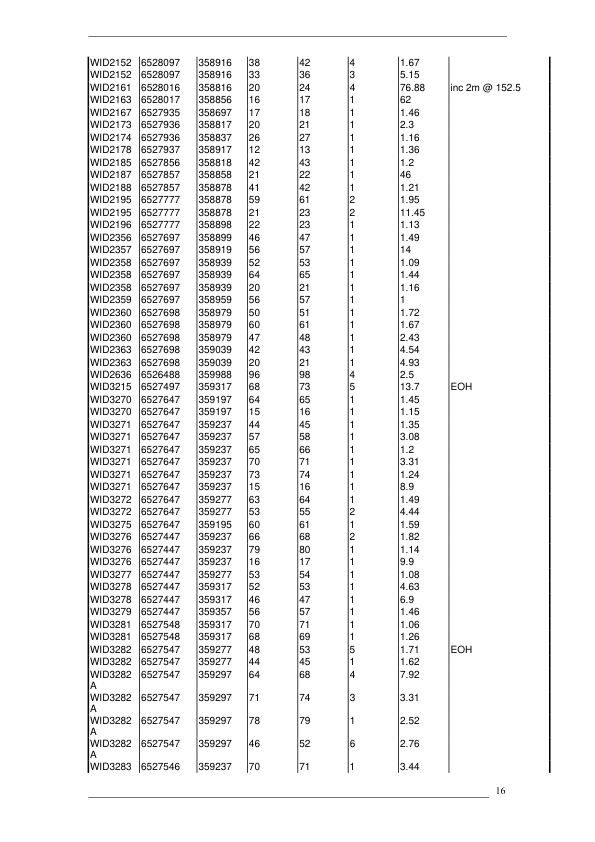 WID2152 6528097 358916 38 42 4 1.67
WID2152 6528097 358916 33 36 3 5.15
WID2161 6528016 358816 20 24 4 76.88 inc 2m @ 152.5
WID2163 6528017 358856 16 17 1 62
WID2167 6527935 358697 17 18 1 1.46
WID2173 6527936 358817 20 21 1 2.3
WID2174 6527936 358837 26 27 1 1.16
WID2178 6527937 358917 12 13 1 1.36
WID2185 6527856 358818 42 43 1 1.2
WID2187 6527857 358858 21 22 1 46
WID2188 6527857 358878 41 42 1 1.21
WID2195 6527777 358878 59 61 2 1.95
WID2195 6527777 358878 21 23 2 11.45
WID2196 6527777 358898 22 23 1 1.13
WID2356 6527697 358899 46 47 1 1.49
WID2357 6527697 358919 56 57 1 14
WID2358 6527697 358939 52 53 1 1.09
WID2358 6527697 358939 64 65 1 1.44
WID2358 6527697 358939 20 21 1 1.16
WID2359 6527697 358959 56 57 1 1
WID2360 6527698 358979 50 51 1 1.72
WID2360 6527698 358979 60 61 1 1.67
WID2360 6527698 358979 47 48 1 2.43
WID2363 6527698 359039 42 43 1 4.54
WID2363 6527698 359039 20 21 1 4.93
WID2636 6526488 359988 96 98 4 2.5
WID3215 6527497 359317 68 73 5 13.7 EOH
WID3270 6527647 359197 64 65 1 1.45
WID3270 6527647 359197 15 16 1 1.15
WID3271 6527647 359237 44 45 1 1.35
WID3271 6527647 359237 57 58 1 3.08
WID3271 6527647 359237 65 66 1 1.2
WID3271 6527647 359237 70 71 1 3.31
WID3271 6527647 359237 73 74 1 1.24
WID3271 6527647 359237 15 16 1 8.9
WID3272 6527647 359277 63 64 1 1.49
WID3272 6527647 359277 53 55 2 4.44
WID3275 6527648 359195 60 61 1 1.59
WID3276 6527447 359237 66 68 2 1.82
WID3276 6527447 359237 79 80 1 1.14
WID3276 6527447 359237 16 17 1 9.9
WID3277 6527447 359277 53 54 1 1.08
WID3278 6527447 359317 52 53 1 4.63
WID3278 6527447 359317 46 47 1 6.9
WID3279 6527447 359357 56 57 1 1.46
WID3281 6527548 359317 70 71 1 1.06
WID3281 6527548 359317 68 69 1 1.26
WID3282 6527547 359277 48 53 5 1.71 EOH
WID3282 6527547 359277 44 45 1 1.62
WID3282 6527547 359297 64 68 4 7.92
A
WID3282 6527547 359297 71 74 3 3.31
A
WID3282 6527547 359297 78 79 1 2.52
A
WID3282 6527547 359297 46 52 6 2.76
A
WID3283 6527546 359237 70 71 1 3.44
16